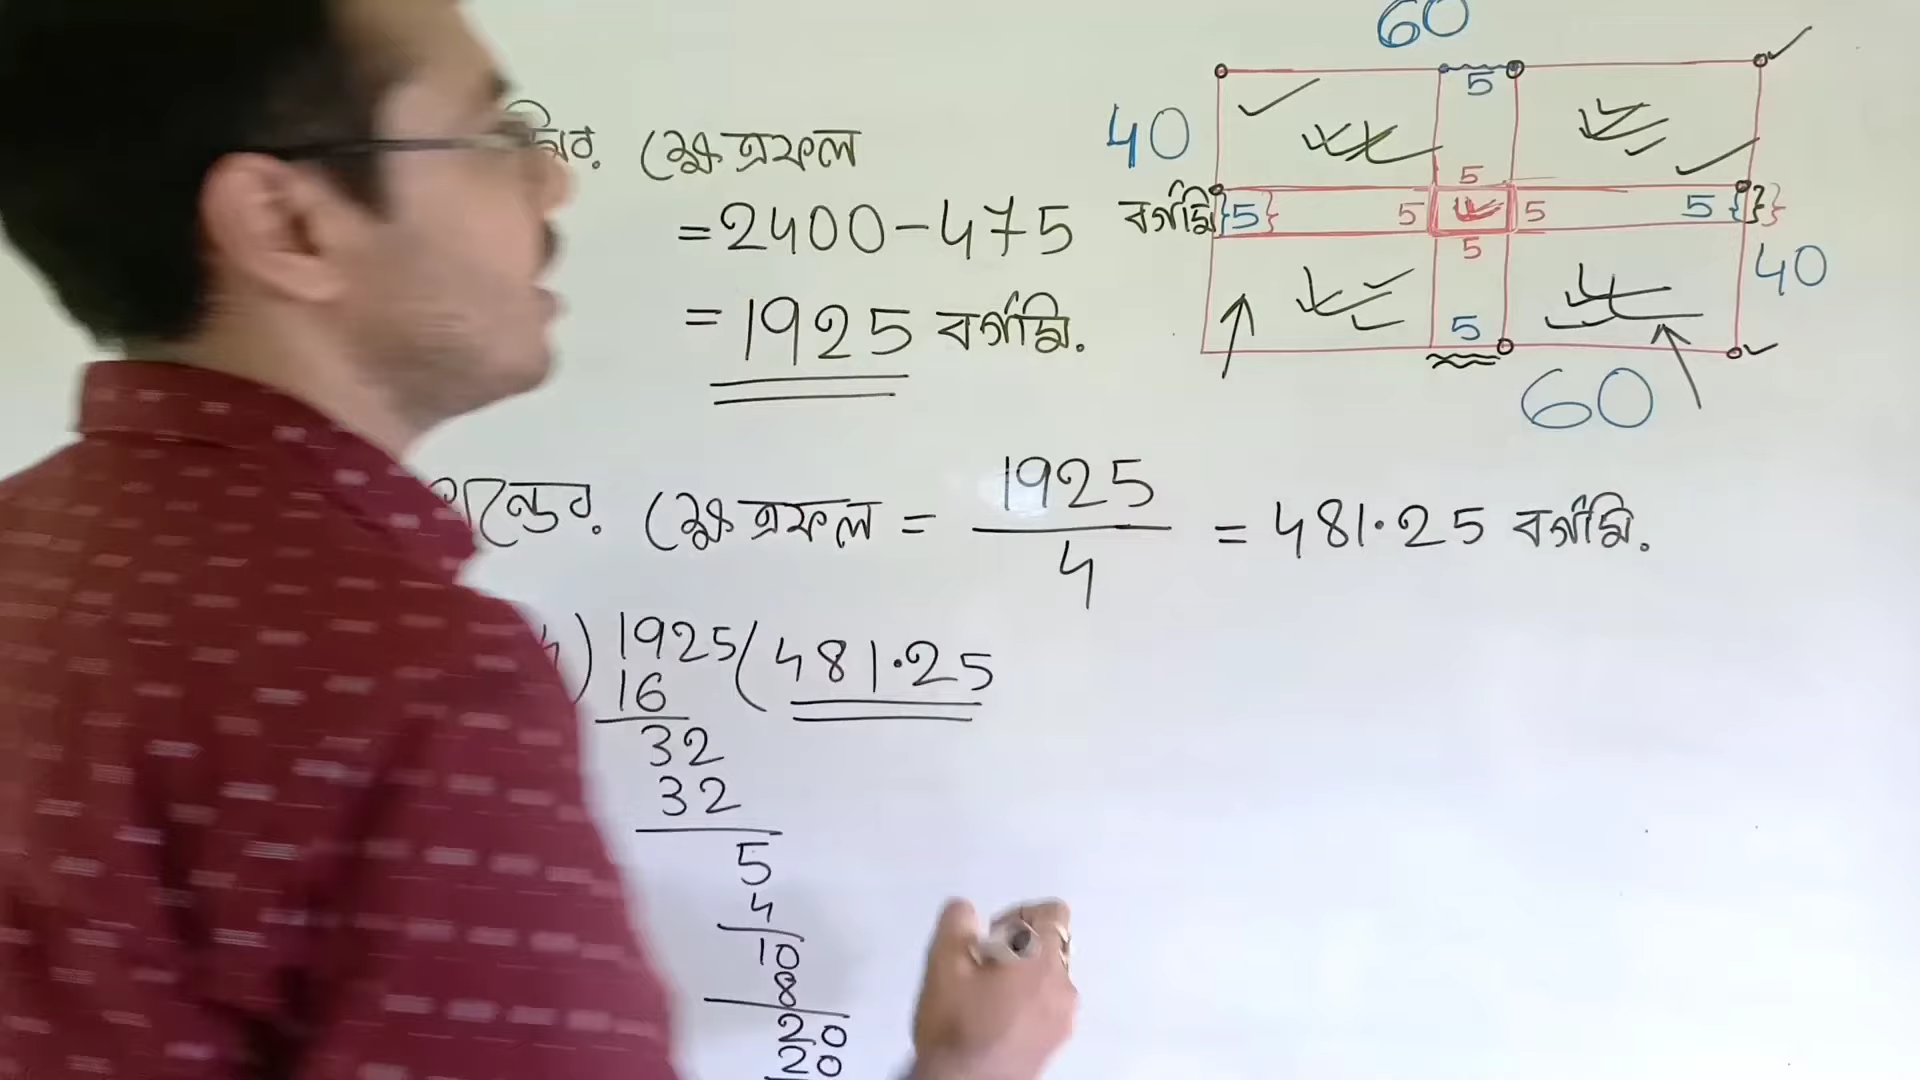 ক্ষেত্রফল
= 2400 - 475 বর্গমি
= 1925 বর্গমি.
60
5
40
5
{5} 5 5 5 {}}
5
40
5
60
ক্ষেত্রফল = 1925/4 = 481.25 বর্গমি.
4) 1925 (481.25
16
32
32
5
4
10
8
20
20